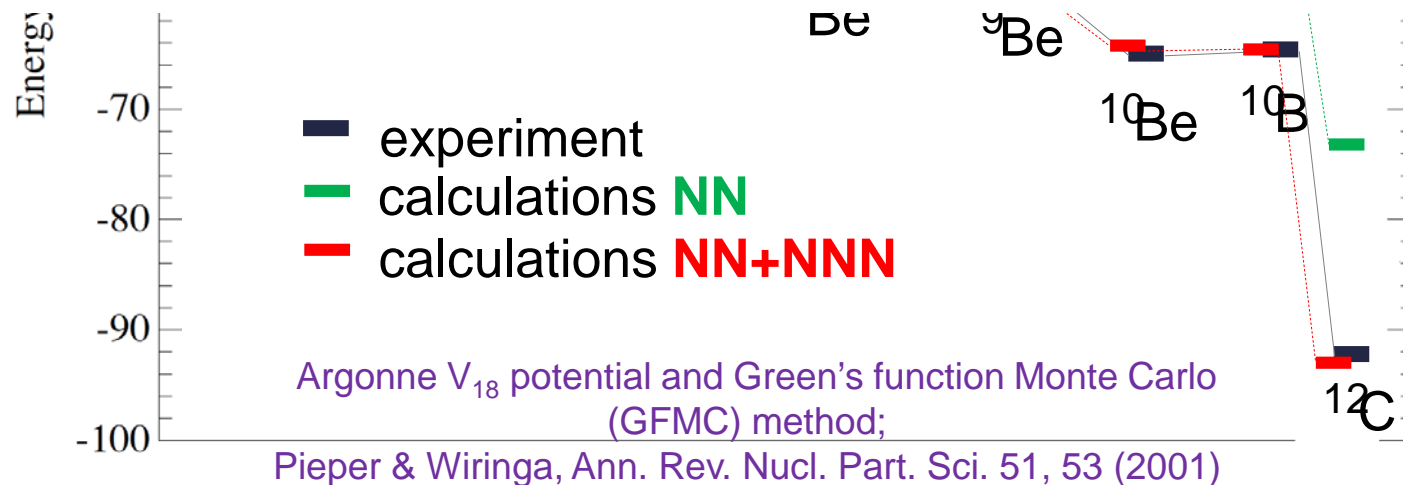 Energy
Be
⁹Be
¹⁰Be
¹⁰B
-70
experiment
calculations NN
-80
calculations NN+NNN
-90
¹²C
Argonne V₁₈ potential and Green’s function Monte Carlo
(GFMC) method;
-100
Pieper & Wiringa, Ann. Rev. Nucl. Part. Sci. 51, 53 (2001)